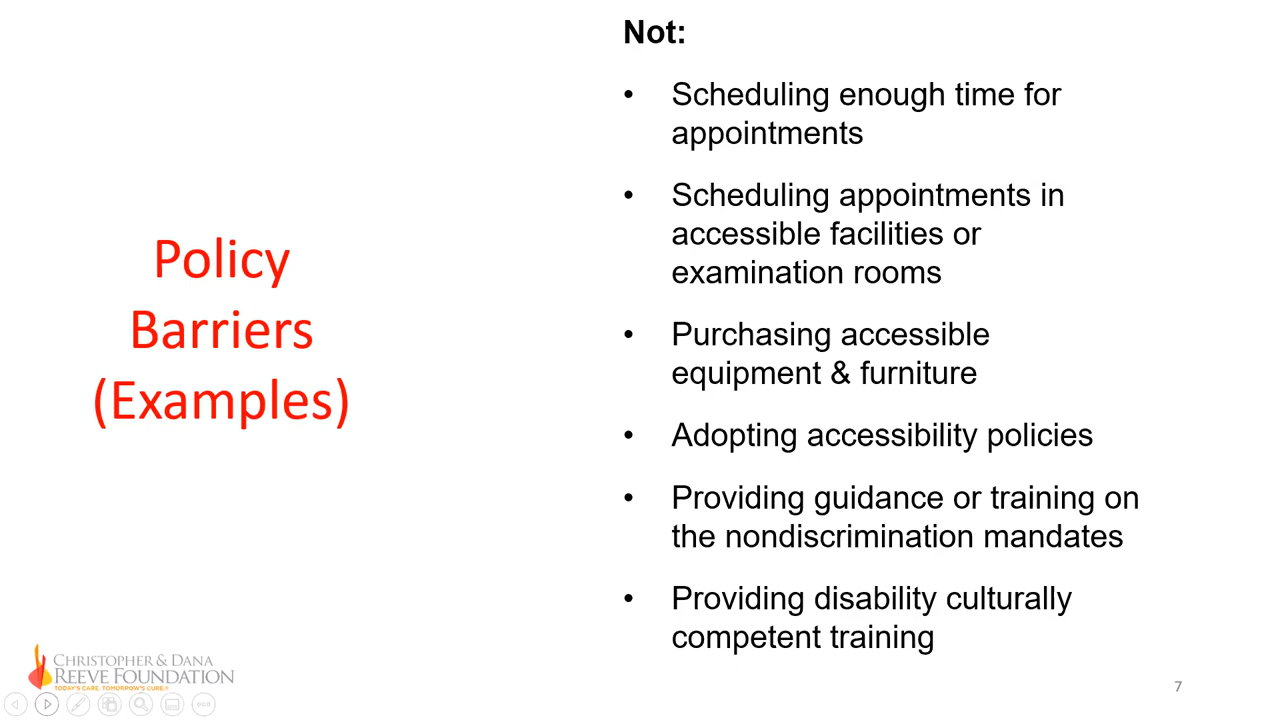 Policy
Barriers
(Examples)
Not:
• Scheduling enough time for
appointments
• Scheduling appointments in
accessible facilities or
examination rooms
• Purchasing accessible
equipment & furniture
• Adopting accessibility policies
• Providing guidance or training on
the nondiscrimination mandates
• Providing disability culturally
competent training
CHRISTOPHER & DANA
REEVE FOUNDATION
TODAY'S CARE. TOMORROW'S CURE.®
7